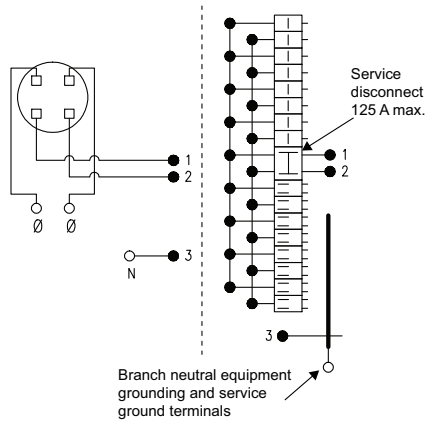 Service
disconnect
125 A max.
1
2
1
2
Ø Ø
3
N
3
Branch neutral equipment
grounding and service
ground terminals